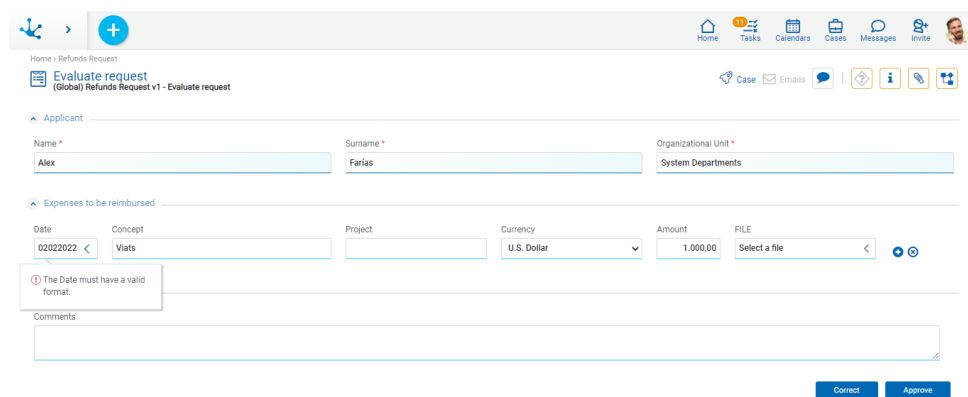 11
Home
Tasks
Calendars
Cases
Messages
Invite
Home › Refunds Request
Evaluate request
(Global) Refunds Request v1 - Evaluate request
Case
Emails
Applicant
Name *
Surname *
Organizational Unit *
Alex
Farías
System Departments
Expenses to be reimbursed
Date
Concept
Project
Currency
Amount
FILE
02022022
Viats
U.S. Dollar
1.000,00
Select a file
The Date must have a valid
format.
Comments
Correct
Approve